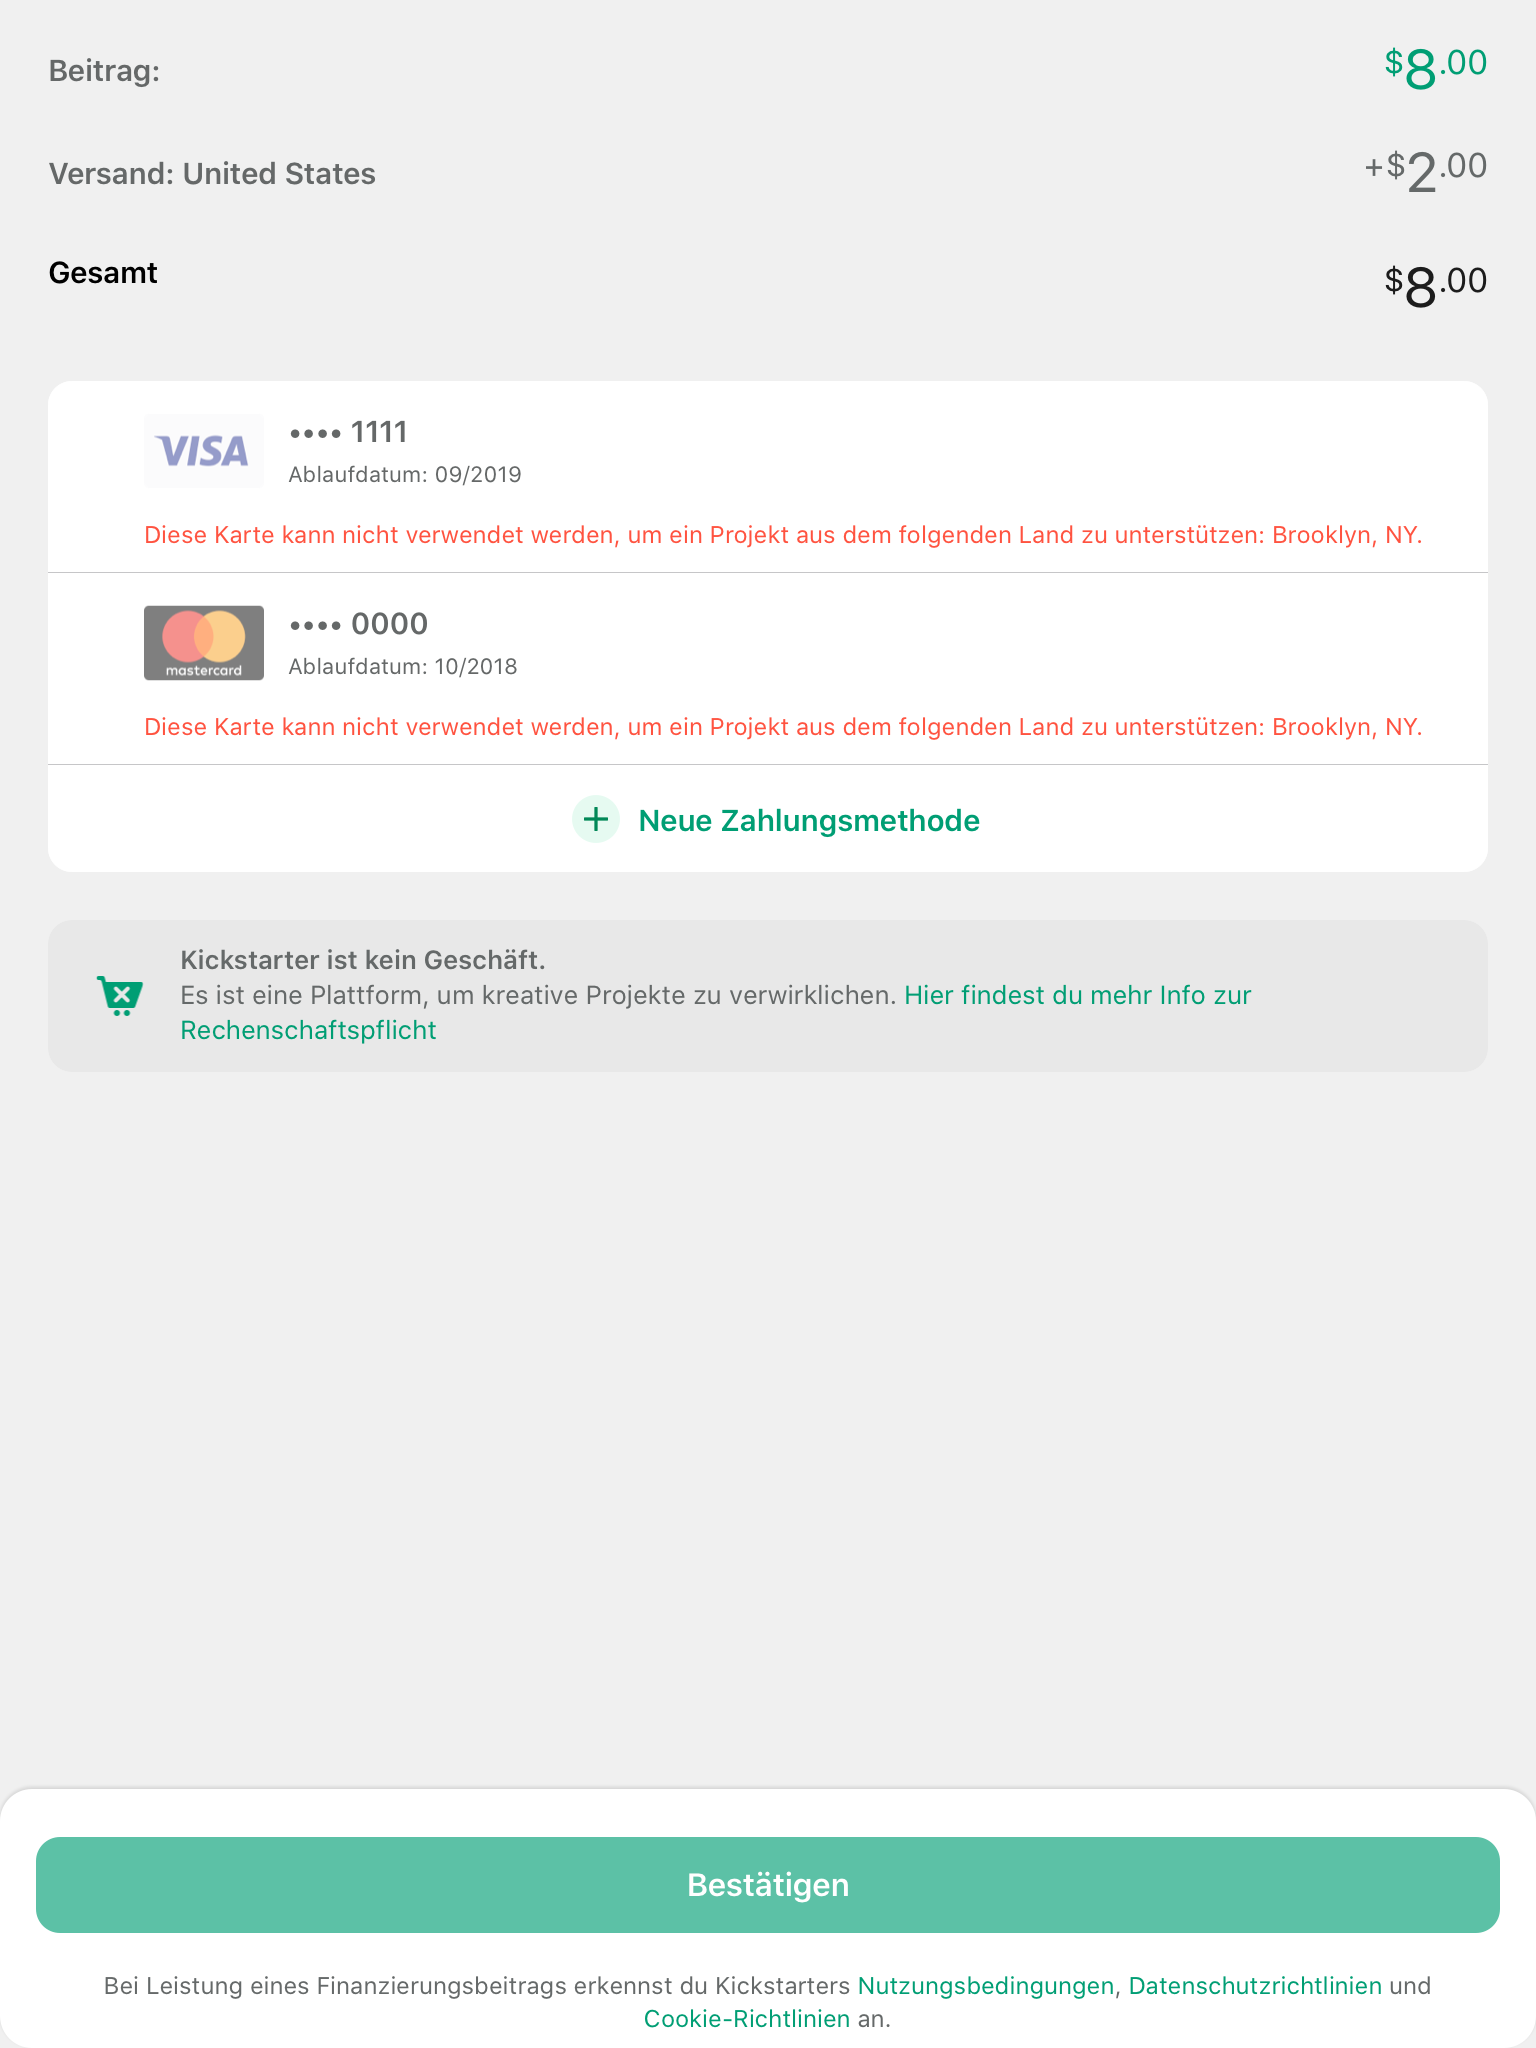 Beitrag:
$8.00
Versand: United States
+$2.00
Gesamt
$8.00
VISA
•••• 1111
Ablaufdatum: 09/2019
Diese Karte kann nicht verwendet werden, um ein Projekt aus dem folgenden Land zu unterstützen: Brooklyn, NY.
mastercard
•••• 0000
Ablaufdatum: 10/2018
Diese Karte kann nicht verwendet werden, um ein Projekt aus dem folgenden Land zu unterstützen: Brooklyn, NY.
Neue Zahlungsmethode
Kickstarter ist kein Geschäft.
Es ist eine Plattform, um kreative Projekte zu verwirklichen. Hier findest du mehr Info zur
Rechenschaftspflicht
Bestätigen
Bei Leistung eines Finanzierungsbeitrags erkennst du Kickstarters Nutzungsbedingungen, Datenschutzrichtlinien und
Cookie-Richtlinien an.